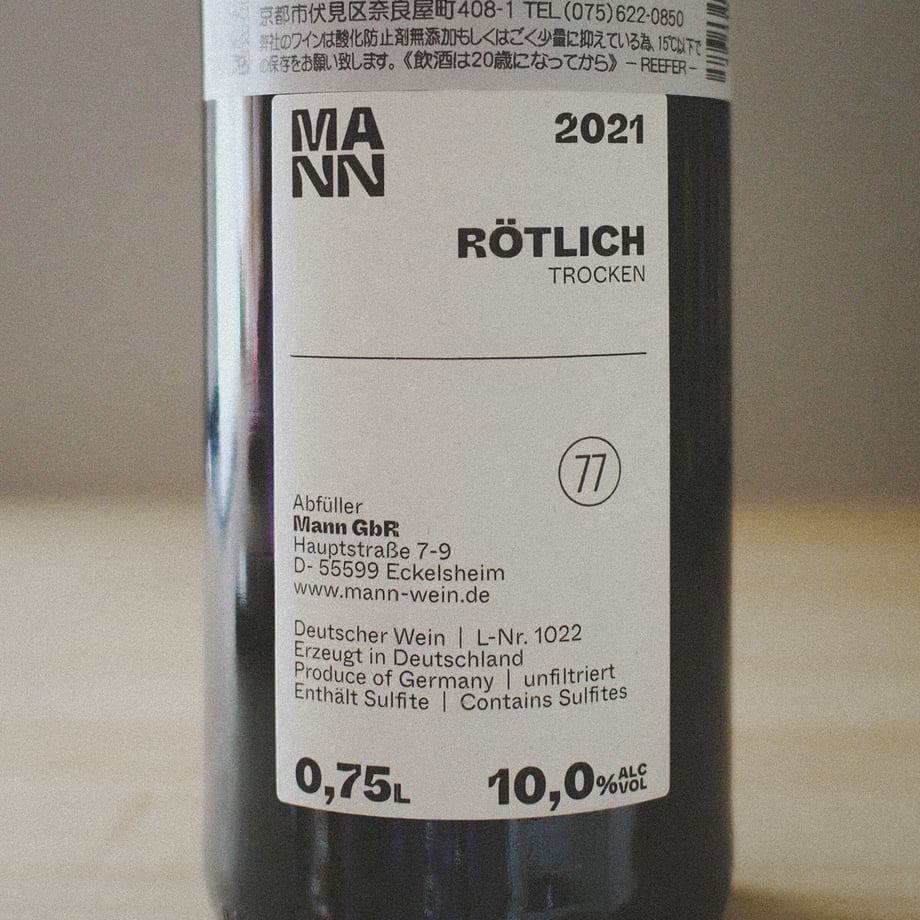 京都市伏見区奈良屋町408-1 TEL(075)622-0850
弊社のワインは酸化防止剤無添加もしくはごく少量に抑えている為、15℃以下で
の保存をお願い致します。《飲酒は20歳になってから》 －REEFER－
MA
NN
2021
RÖTLICH
TROCKEN
77
Abfüller
Mann GbR
Hauptstraße 7-9
D- 55599 Eckelsheim
www.mann-wein.de
Deutscher Wein | L-Nr. 1022
Erzeugt in Deutschland
Produce of Germany | unfiltriert
Enthält Sulfite | Contains Sulfites
0,75L
10,0% ALC VOL